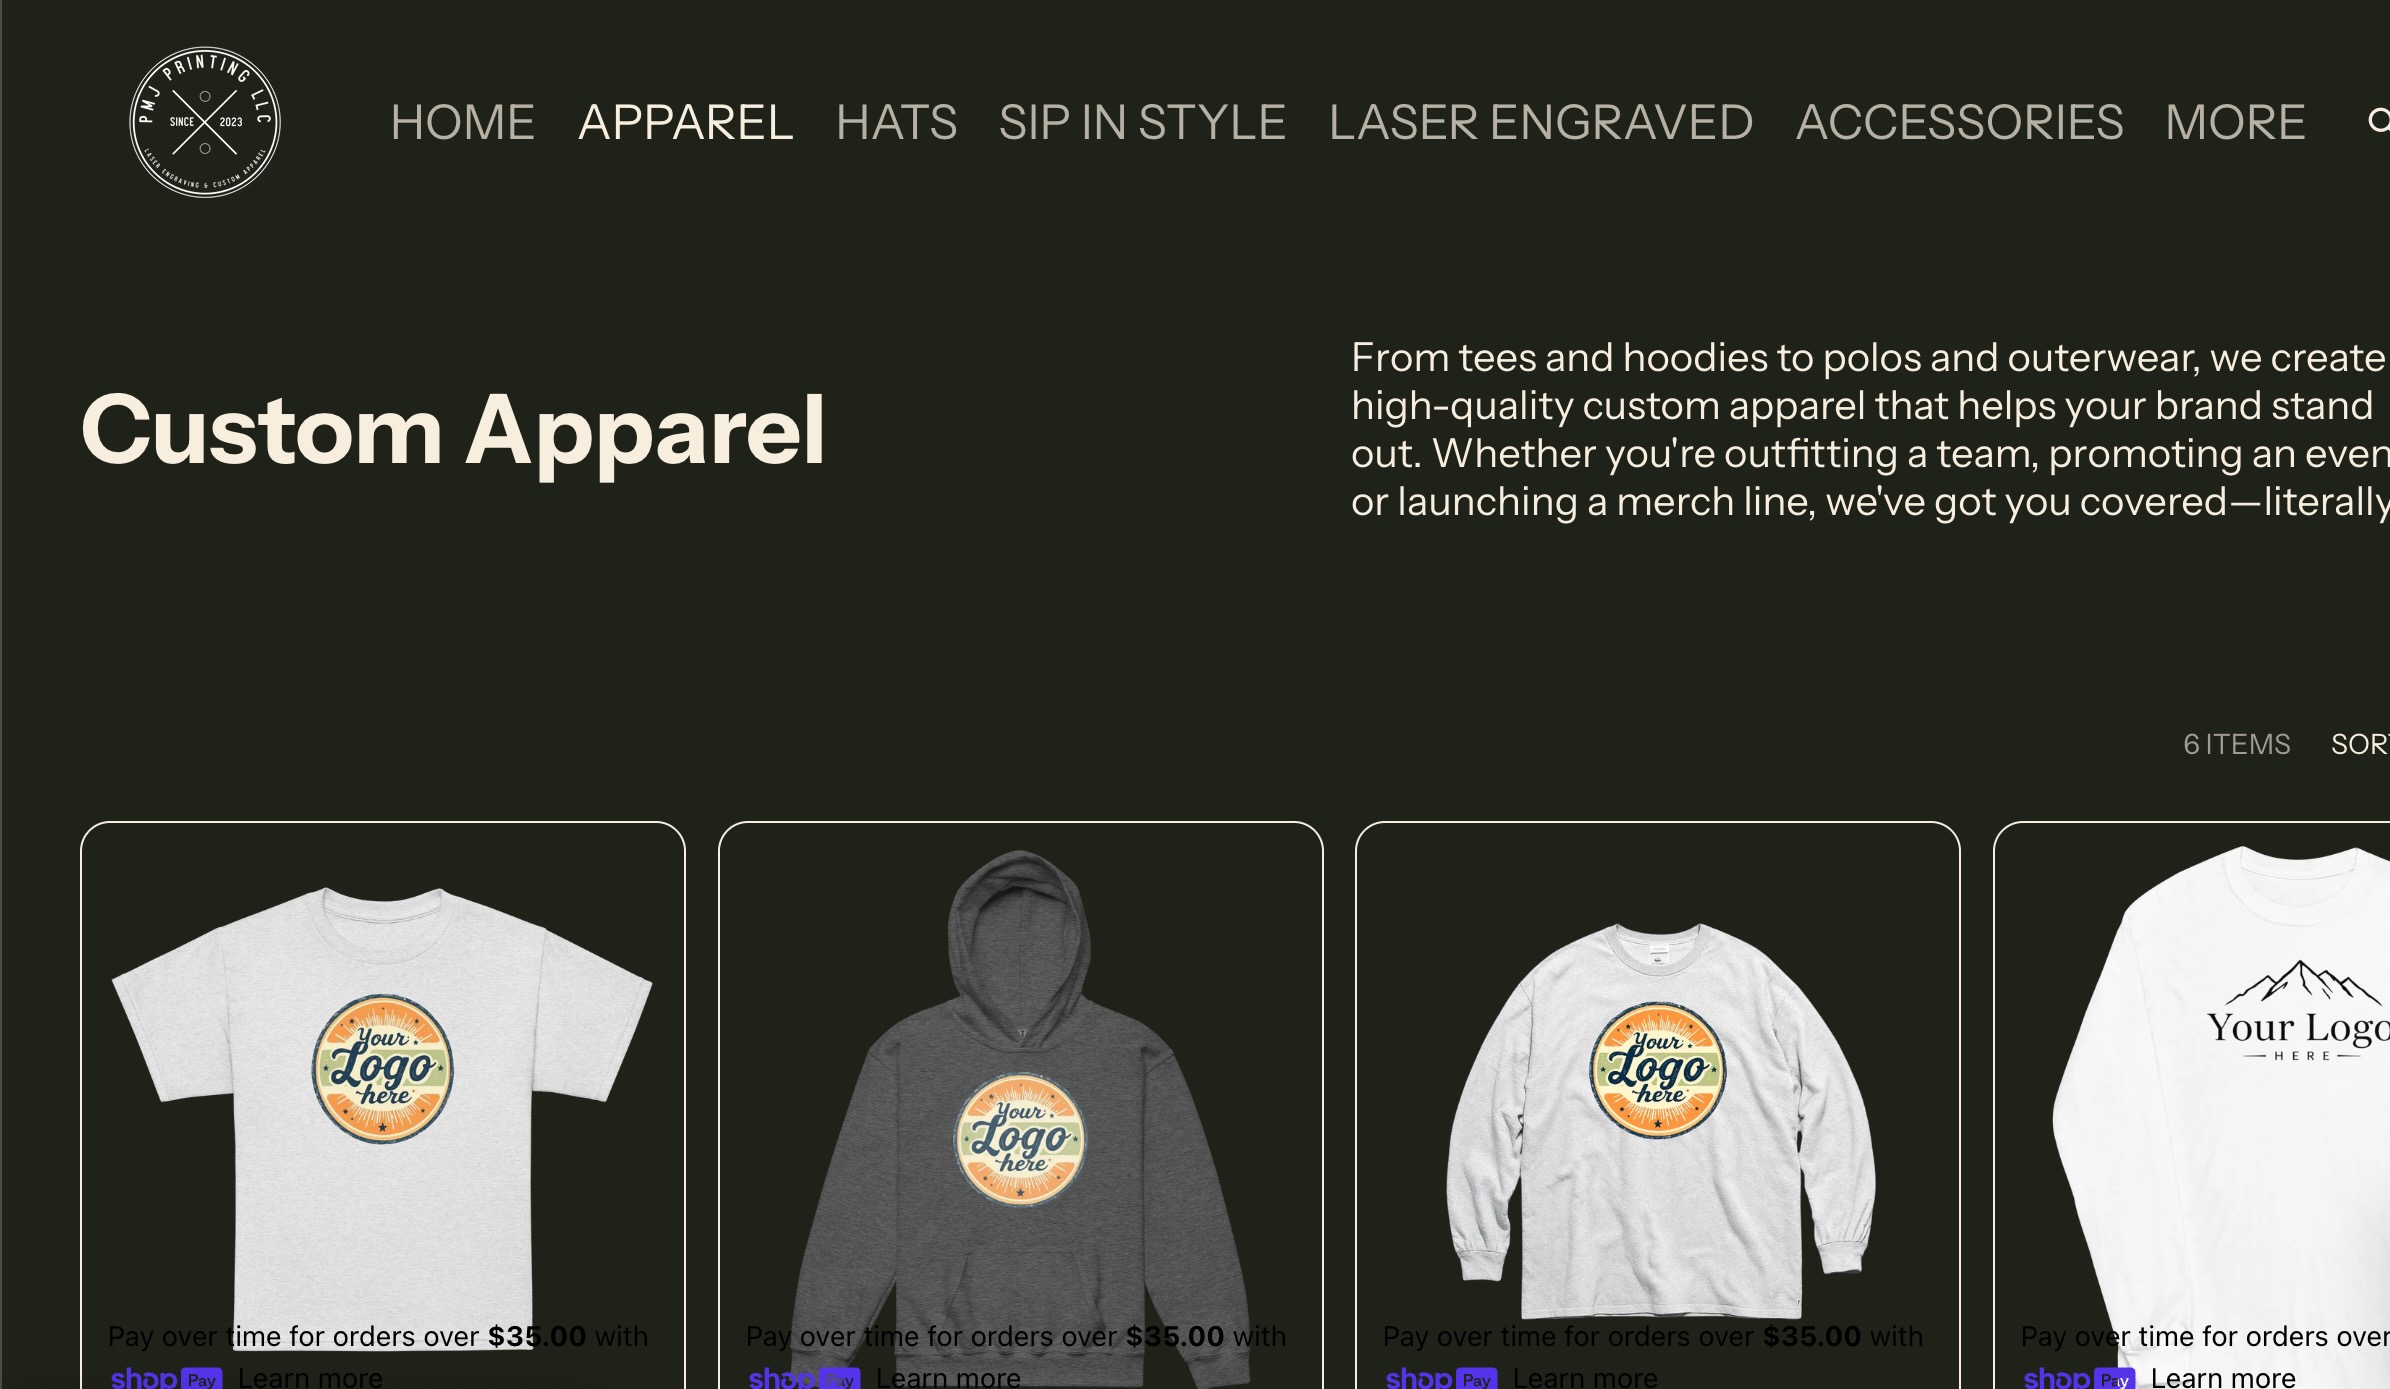 PMJ PRINTING LLC
SINCE 2023
LASER ENGRAVING & CUSTOM APPAREL
HOME APPAREL HATS SIP IN STYLE LASER ENGRAVED ACCESSORIES MORE
Custom Apparel
From tees and hoodies to polos and outerwear, we create
high-quality custom apparel that helps your brand stand
out. Whether you're outfitting a team, promoting an even
or launching a merch line, we've got you covered—literally
6 ITEMS SORT
Your
Logo
here
Your
Logo
here
Your
Logo
here
Your Logo
HERE
Pay over time for orders over $35.00 with
shop Pay Learn more
Pay over time for orders over $35.00 with
shop Pay Learn more
Pay over time for orders over $35.00 with
shop Pay Learn more
Pay over time for orders over
shop Pay Learn more